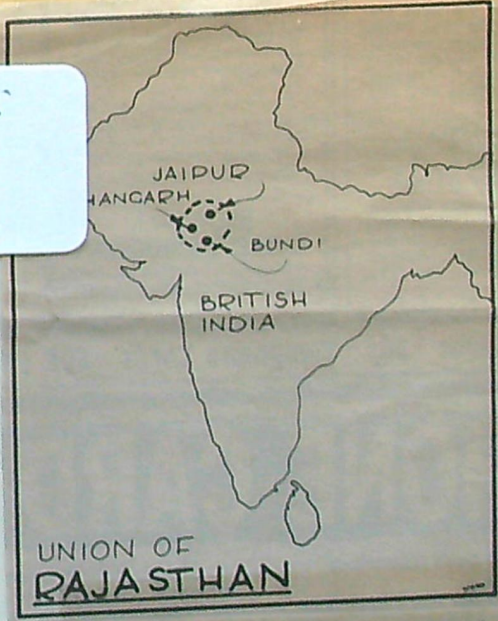 JAIPUR
HANGARH
BUNDI
BRITISH
INDIA
UNION OF
RAJASTHAN